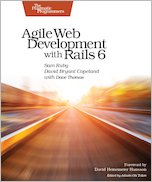 The
Pragmatic
Programmers
Agile Web
Development
with Rails 6
Sam Ruby
David Bryant Copeland
with Dave Thomas
Foreword by
David Heinemeier Hansson